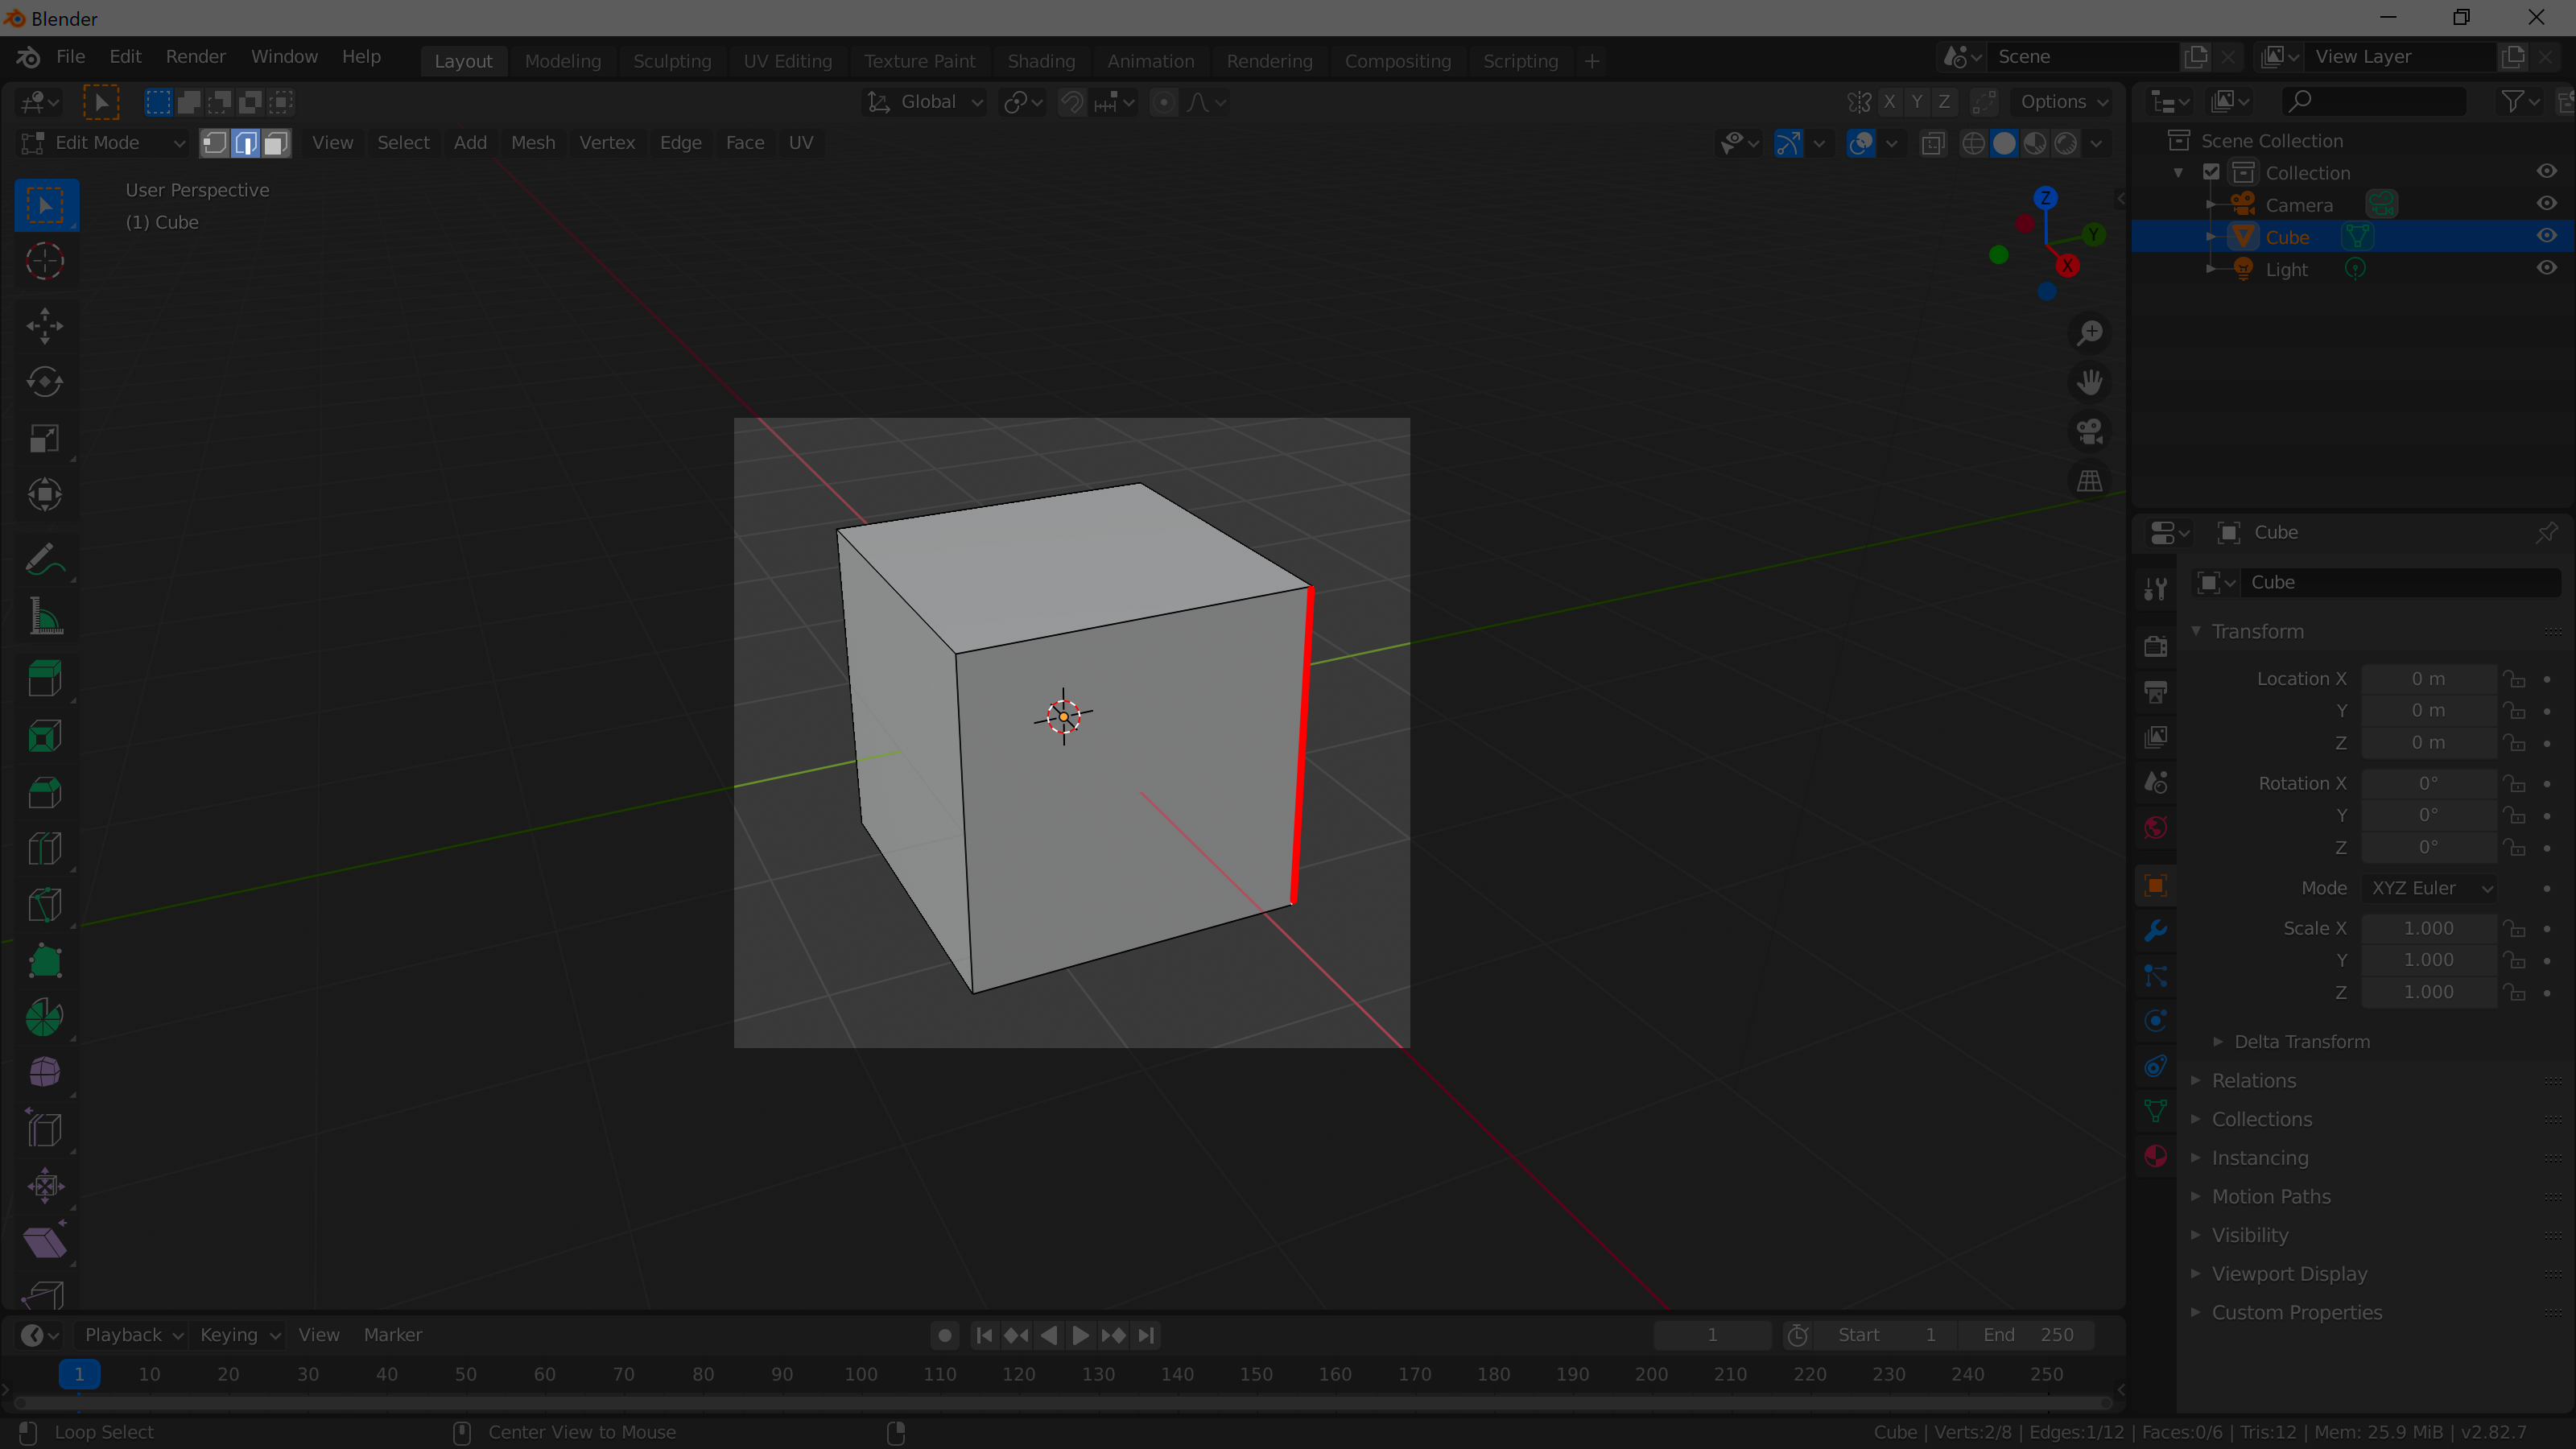 Blender
File Edit Render Window Help Layout Modeling Sculpting UV Editing Texture Paint Shading Animation Rendering Compositing Scripting + Scene View Layer
Global X Y Z Options
Edit Mode View Select Add Mesh Vertex Edge Face UV
User Perspective
(1) Cube
Z
Y
X
Scene Collection
Collection
Camera
Cube
Light
Cube
Cube
Transform
Location X 0 m
Y 0 m
Z 0 m
Rotation X 0°
Y 0°
Z 0°
Mode XYZ Euler
Scale X 1.000
Y 1.000
Z 1.000
Delta Transform
Relations
Collections
Instancing
Motion Paths
Visibility
Viewport Display
Custom Properties
Playback Keying View Marker 1 Start 1 End 250
1 10 20 30 40 50 60 70 80 90 100 110 120 130 140 150 160 170 180 190 200 210 220 230 240 250
Loop Select Center View to Mouse Cube | Verts:2/8 | Edges:1/12 | Faces:0/6 | Tris:12 | Mem: 25.9 MiB | v2.82.7